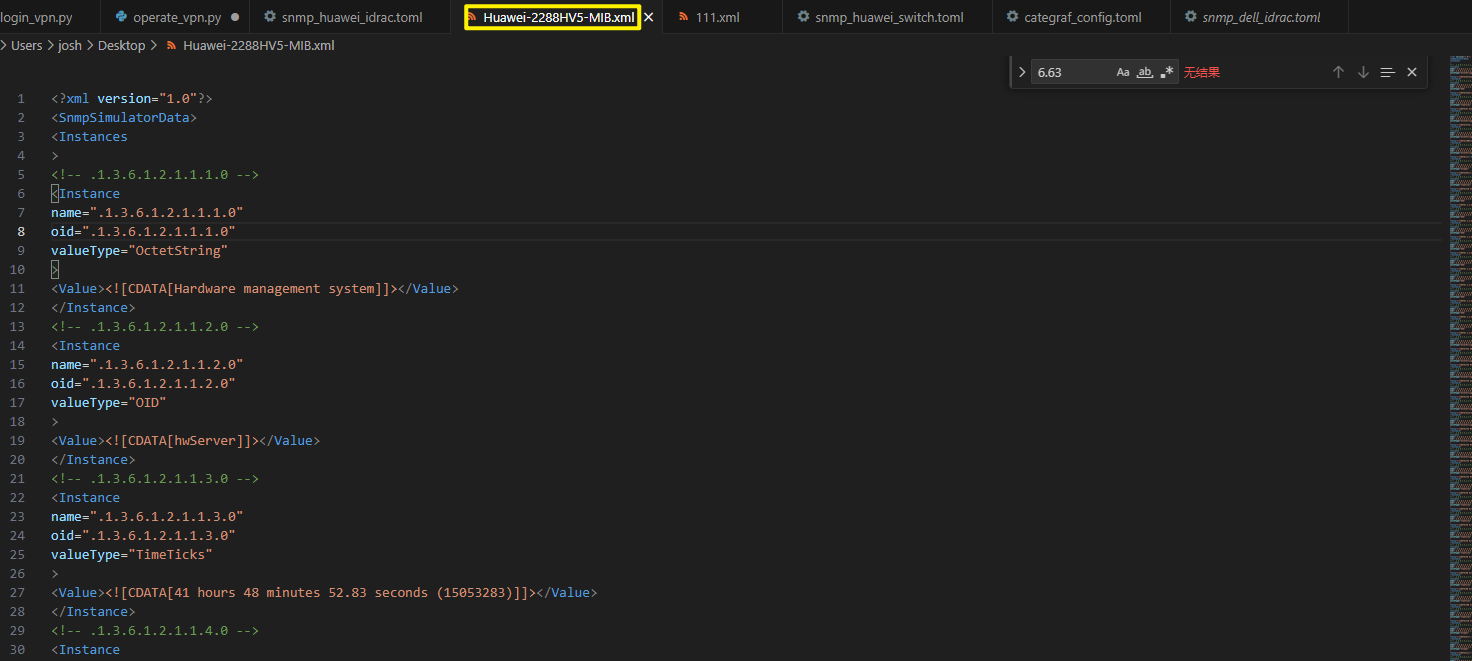 login_vpn.py operate_vpn.py snmp_huawei_idrac.toml Huawei-2288HV5-MIB.xml 111.xml snmp_huawei_switch.toml categraf_config.toml snmp_dell_idrac.toml
Users > josh > Desktop > Huawei-2288HV5-MIB.xml
6.63 Aa ab .* 无结果
1 <?xml version="1.0"?>
2 <SnmpSimulatorData>
3 <Instances
4 >
5 <!-- .1.3.6.1.2.1.1.1.0 -->
6 <Instance
7 name=".1.3.6.1.2.1.1.1.0"
8 oid=".1.3.6.1.2.1.1.1.0"
9 valueType="OctetString"
10 >
11 <Value><![CDATA[Hardware management system]]></Value>
12 </Instance>
13 <!-- .1.3.6.1.2.1.1.2.0 -->
14 <Instance
15 name=".1.3.6.1.2.1.1.2.0"
16 oid=".1.3.6.1.2.1.1.2.0"
17 valueType="OID"
18 >
19 <Value><![CDATA[hwServer]]></Value>
20 </Instance>
21 <!-- .1.3.6.1.2.1.1.3.0 -->
22 <Instance
23 name=".1.3.6.1.2.1.1.3.0"
24 oid=".1.3.6.1.2.1.1.3.0"
25 valueType="TimeTicks"
26 >
27 <Value><![CDATA[41 hours 48 minutes 52.83 seconds (15053283)]]></Value>
28 </Instance>
29 <!-- .1.3.6.1.2.1.1.4.0 -->
30 <Instance